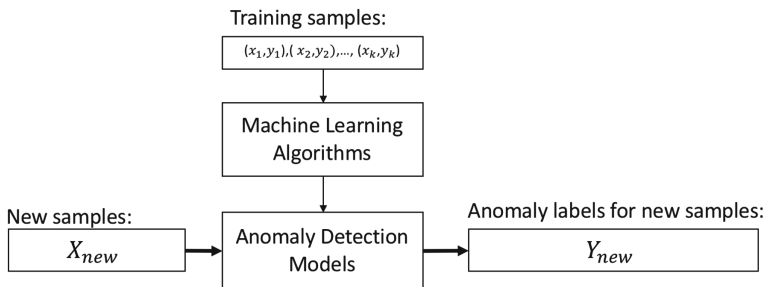 Training samples:
(x₁,y₁),( x₂,y₂),…, (xₖ,yₖ)
Machine Learning
Algorithms
New samples:
Anomaly labels for new samples:
Xₙₑw
Anomaly Detection
Models
Yₙₑw